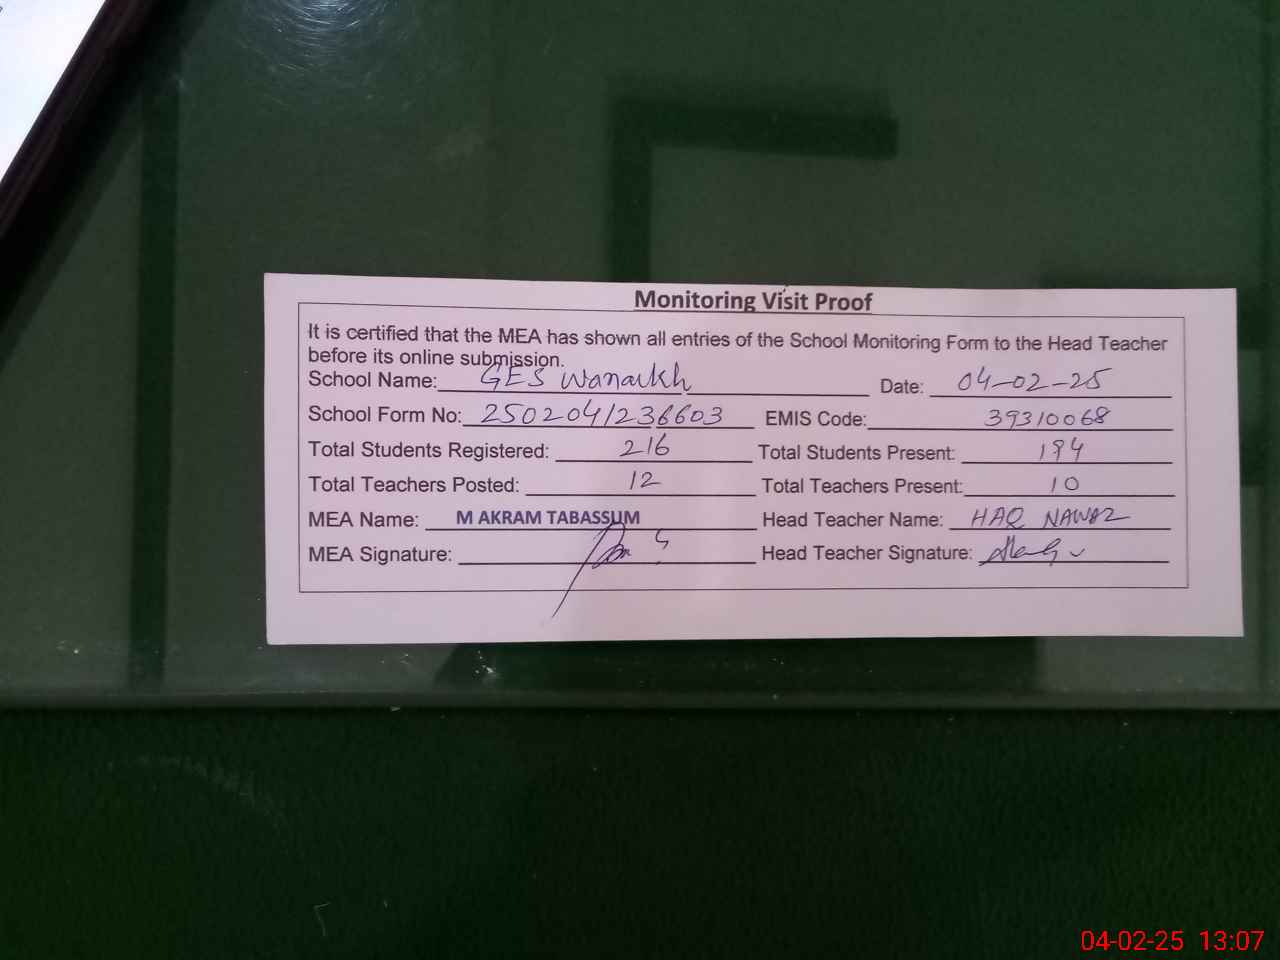 Monitoring Visit Proof
It is certified that the MEA has shown all entries of the School Monitoring Form to the Head Teacher
before its online submission.
School Name: GES Wanarkh Date: 04-02-25
School Form No: 2502041236603 EMIS Code: 39310068
Total Students Registered: 216 Total Students Present:
Total Teachers Posted: 12 Total Teachers Present: 10
MEA Name: M AKRAM TABASSUM Head Teacher Name: HAQ NAWAZ
MEA Signature: Head Teacher Signature:
04-02-25 13:07